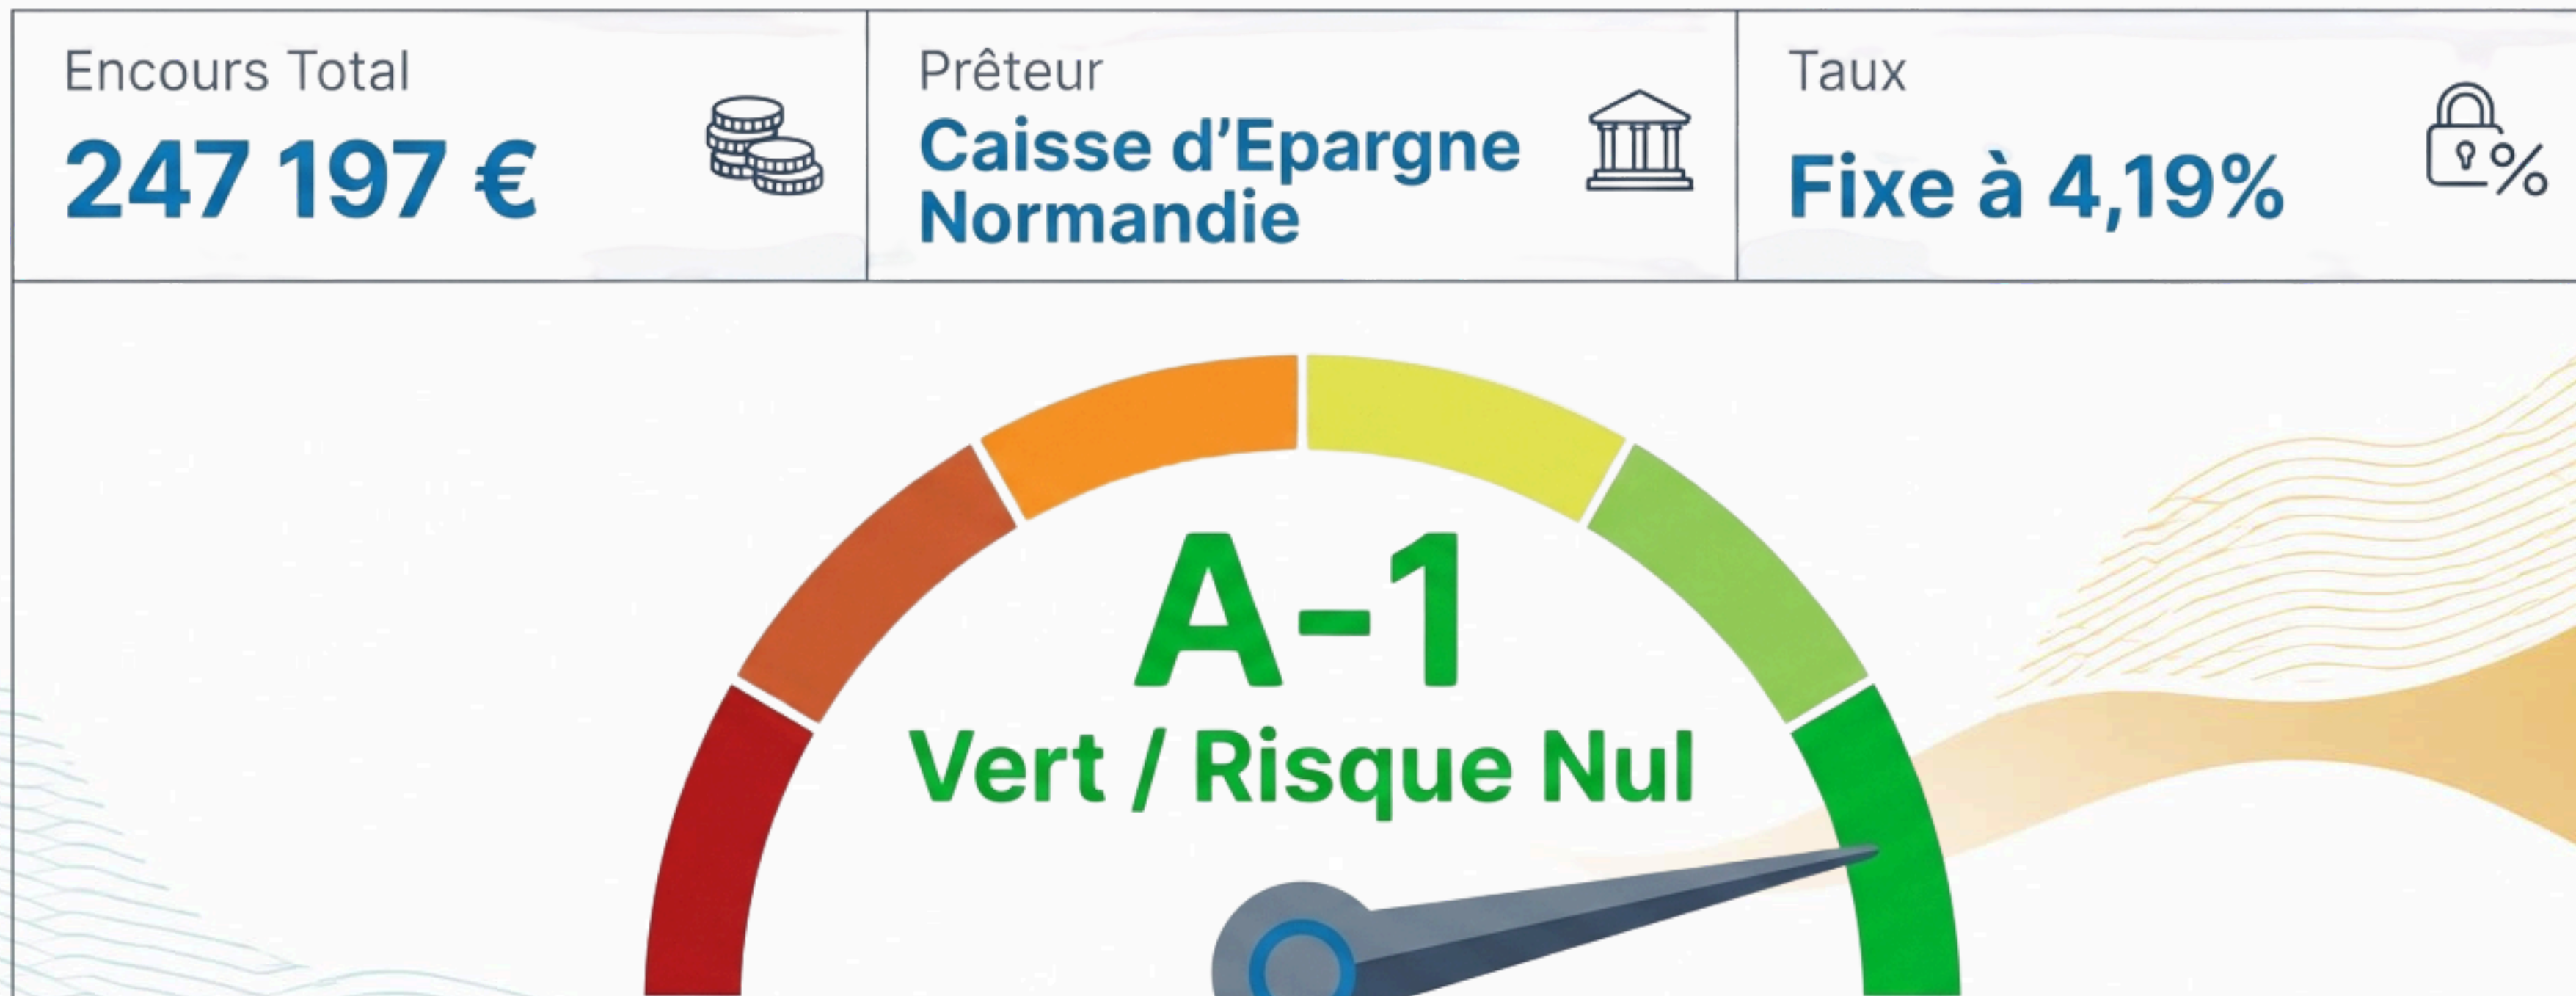 Encours Total
247 197 €
Prêteur
Caisse d’Epargne
Normandie
Taux
Fixe à 4,19%
A-1
Vert / Risque Nul